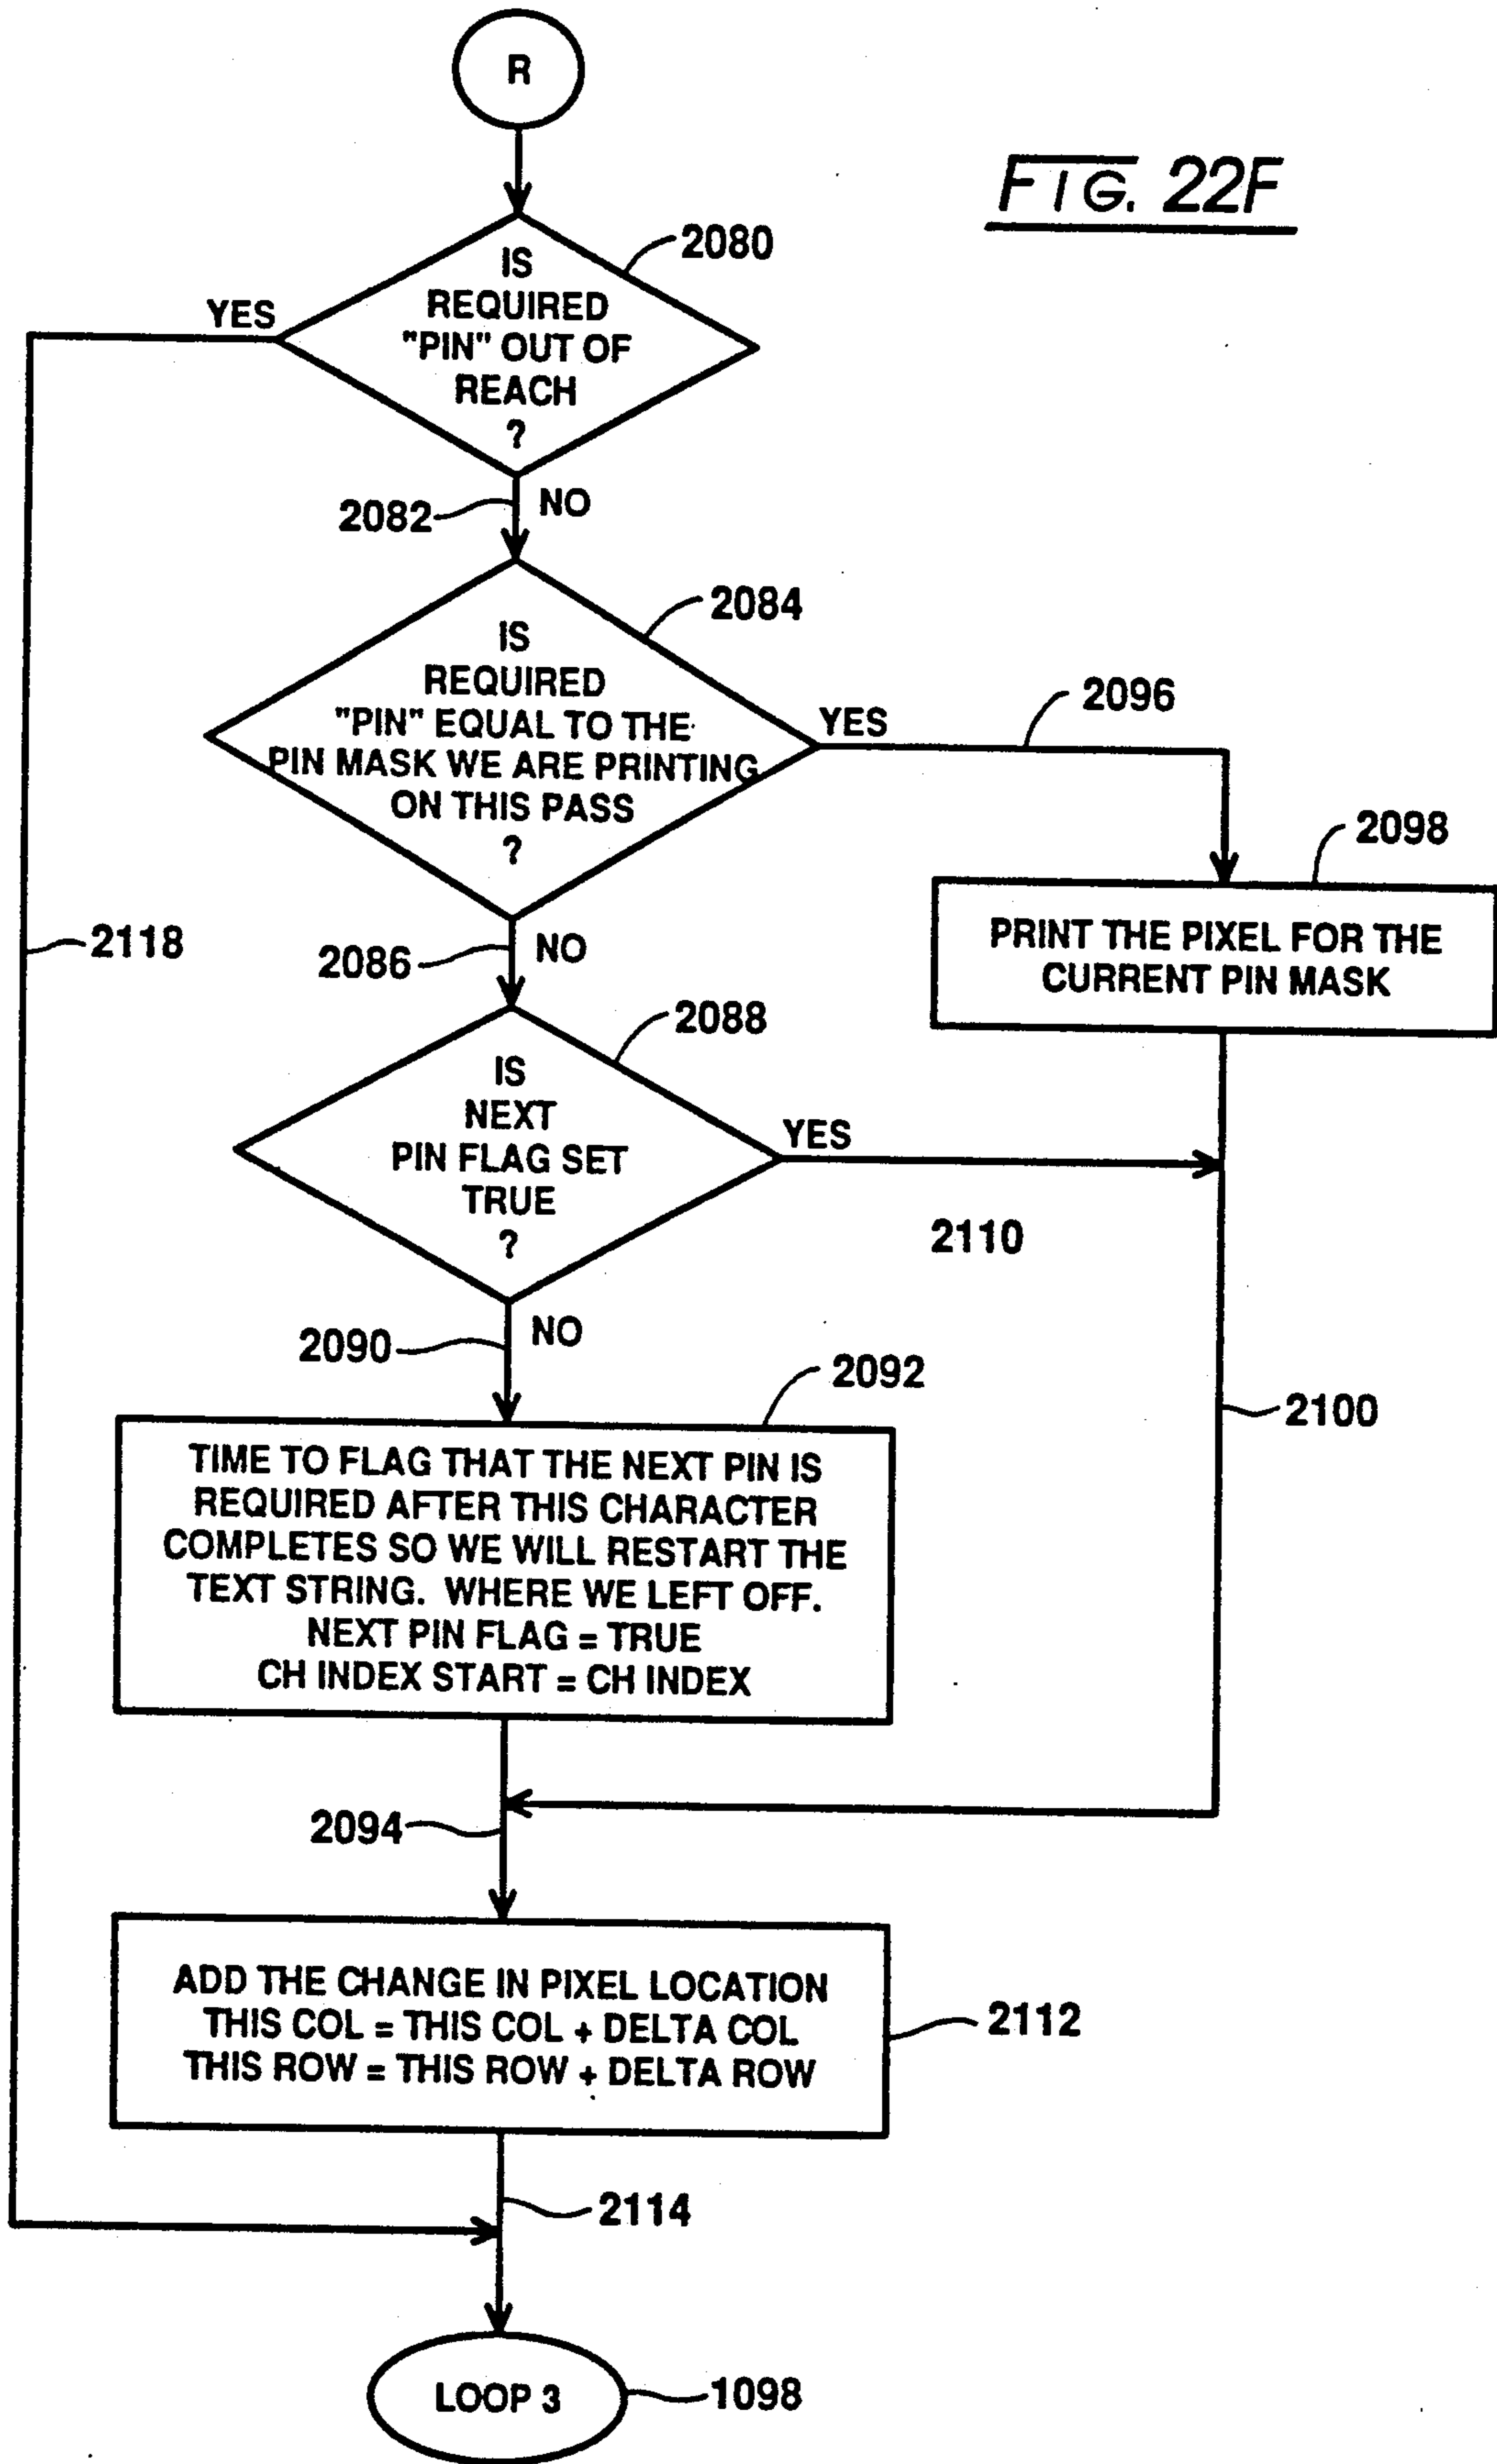 R
FIG. 22F
2080
IS
REQUIRED
"PIN" OUT OF
REACH
?
YES
2082
NO
2084
IS
REQUIRED
"PIN" EQUAL TO THE
PIN MASK WE ARE PRINTING
ON THIS PASS
?
YES
2096
2098
PRINT THE PIXEL FOR THE
CURRENT PIN MASK
2118
2086
NO
2088
IS
NEXT
PIN FLAG SET
TRUE
?
YES
2110
2090
NO
2092
2100
TIME TO FLAG THAT THE NEXT PIN IS
REQUIRED AFTER THIS CHARACTER
COMPLETES SO WE WILL RESTART THE
TEXT STRING. WHERE WE LEFT OFF.
NEXT PIN FLAG = TRUE
CH INDEX START = CH INDEX
2094
ADD THE CHANGE IN PIXEL LOCATION
THIS COL = THIS COL + DELTA COL
THIS ROW = THIS ROW + DELTA ROW
2112
2114
LOOP 3
1098